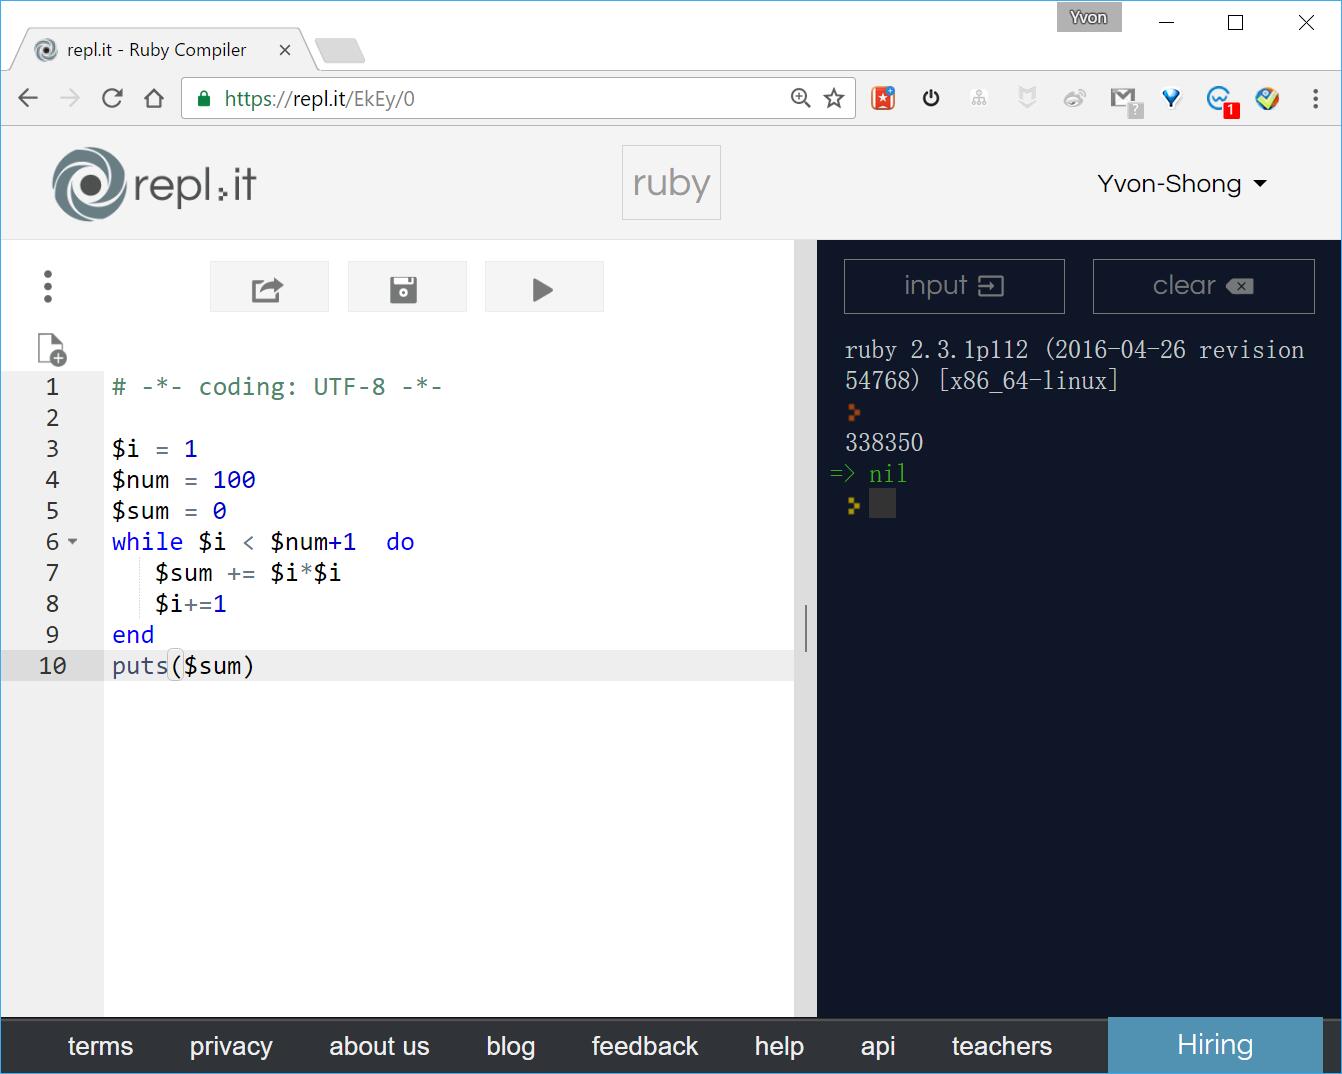 Yvon
repl.it - Ruby Compiler
https://repl.it/EkEy/0
?
1
repl.it
ruby
Yvon-Shong
input
clear
1 # -*- coding: UTF-8 -*-
2
3 $i = 1
4 $num = 100
5 $sum = 0
6 while $i < $num+1  do
7    $sum += $i*$i
8    $i+=1
9 end
10 puts($sum)
ruby 2.3.1p112 (2016-04-26 revision
54768) [x86_64-linux]
338350
=> nil
terms privacy about us blog feedback help api teachers Hiring